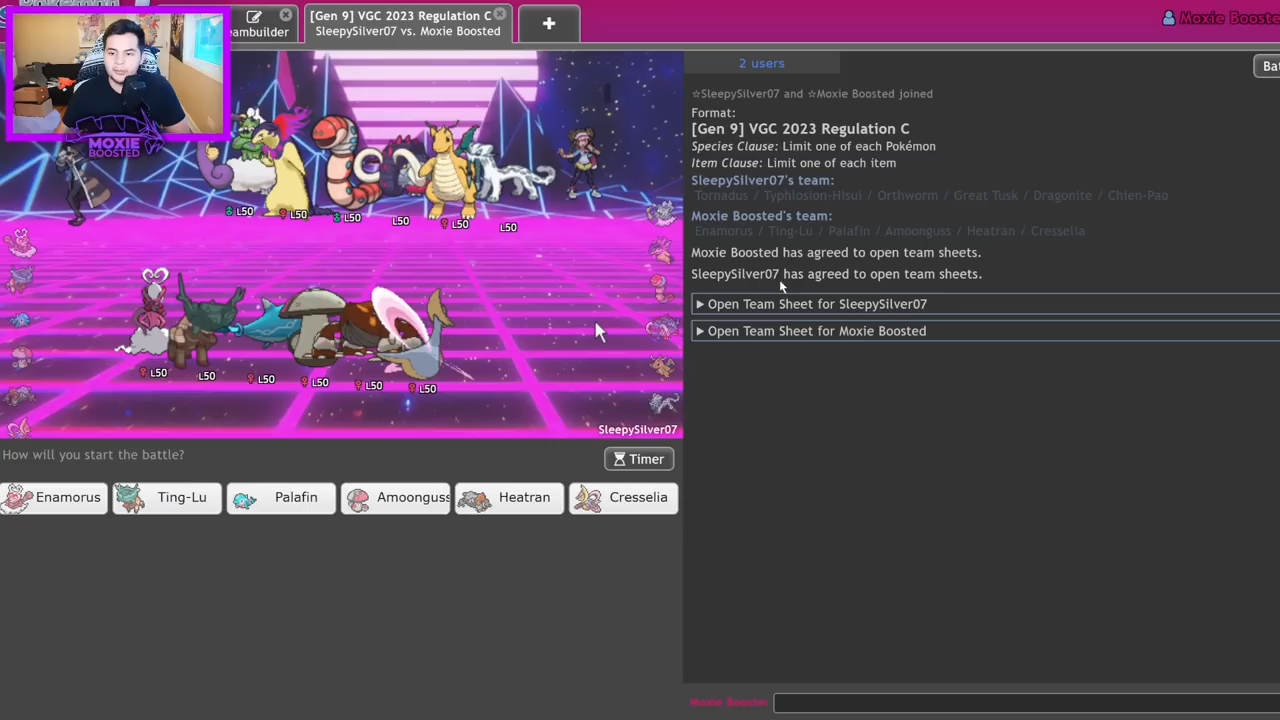 eambuilder
[Gen 9] VGC 2023 Regulation C
SleepySilver07 vs. Moxie Boosted
Moxie Booste
MOXIE
BOOSTED
2 users
Bat
☆SleepySilver07 and ☆Moxie Boosted joined
Format:
[Gen 9] VGC 2023 Regulation C
Species Clause: Limit one of each Pokémon
Item Clause: Limit one of each item
SleepySilver07's team:
Tornadus / Typhlosion-Hisui / Orthworm / Great Tusk / Dragonite / Chien-Pao
Moxie Boosted's team:
Enamorus / Ting-Lu / Palafin / Amoonguss / Heatran / Cresselia
Moxie Boosted has agreed to open team sheets.
SleepySilver07 has agreed to open team sheets.
▶ Open Team Sheet for SleepySilver07
▶ Open Team Sheet for Moxie Boosted
L50 L50 L50 L50 L50 L50
L50 L50 L50 L50 L50 L50
SleepySilver07
How will you start the battle?
Timer
Enamorus Ting-Lu Palafin Amoonguss Heatran Cresselia
Moxie Boosted